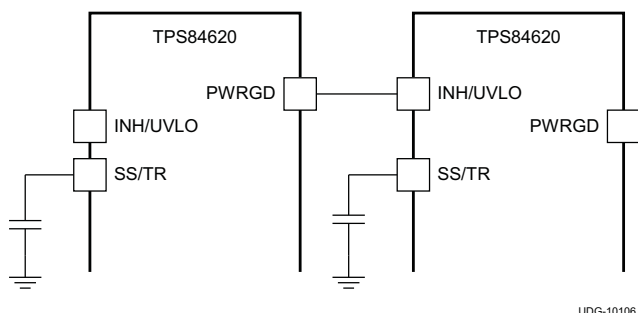 TPS84620
TPS84620
PWRGD
INH/UVLO
INH/UVLO
PWRGD
SS/TR
SS/TR
UDG-10106